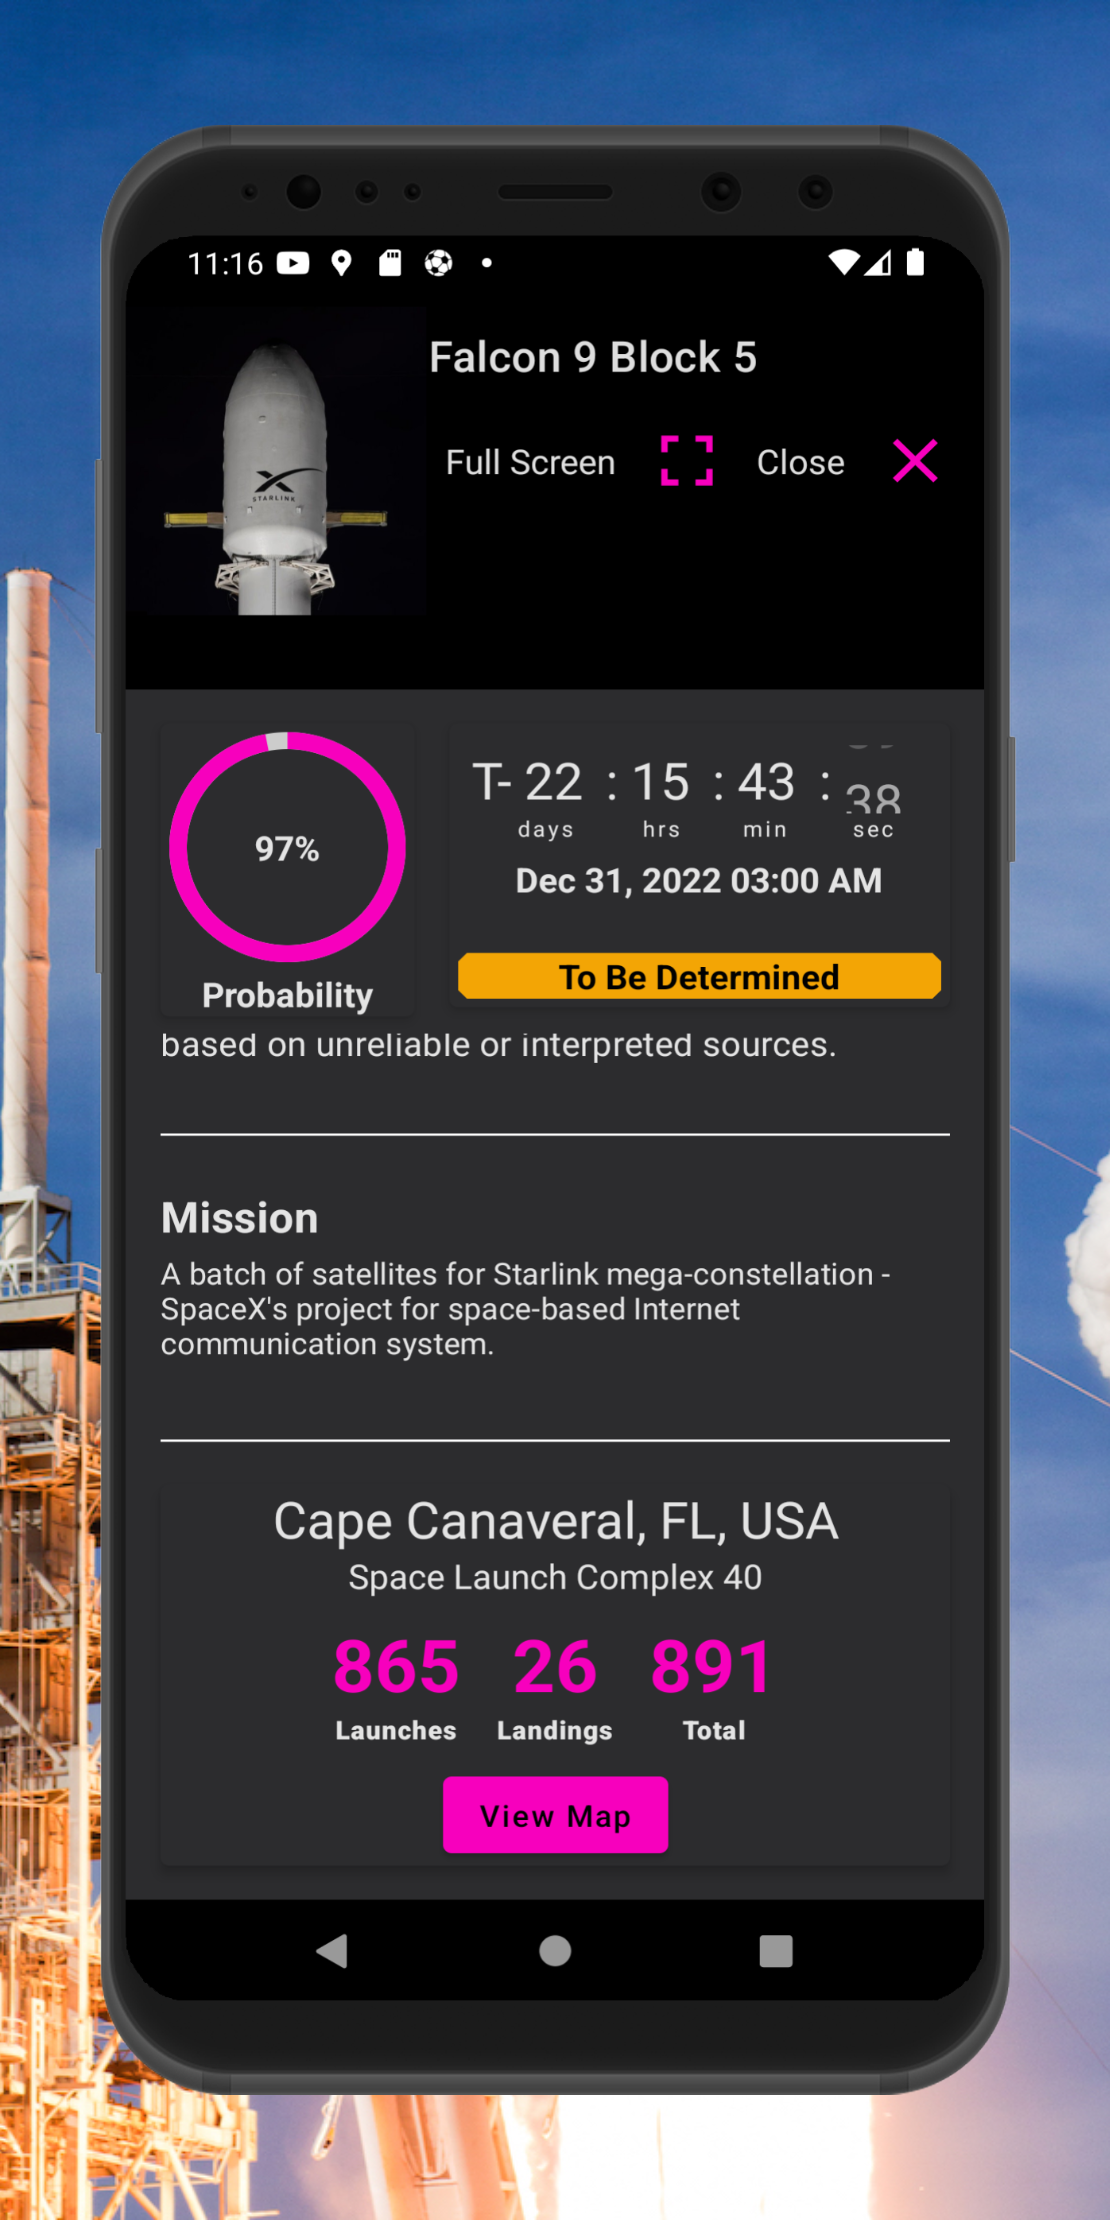 11:16
Falcon 9 Block 5
Full Screen
Close
STARLINK
97%
Probability
T- 22 : 15 : 43 : 38
days hrs min sec
Dec 31, 2022 03:00 AM
To Be Determined
based on unreliable or interpreted sources.
Mission
A batch of satellites for Starlink mega-constellation -
SpaceX's project for space-based Internet
communication system.
Cape Canaveral, FL, USA
Space Launch Complex 40
865 26 891
Launches Landings Total
View Map